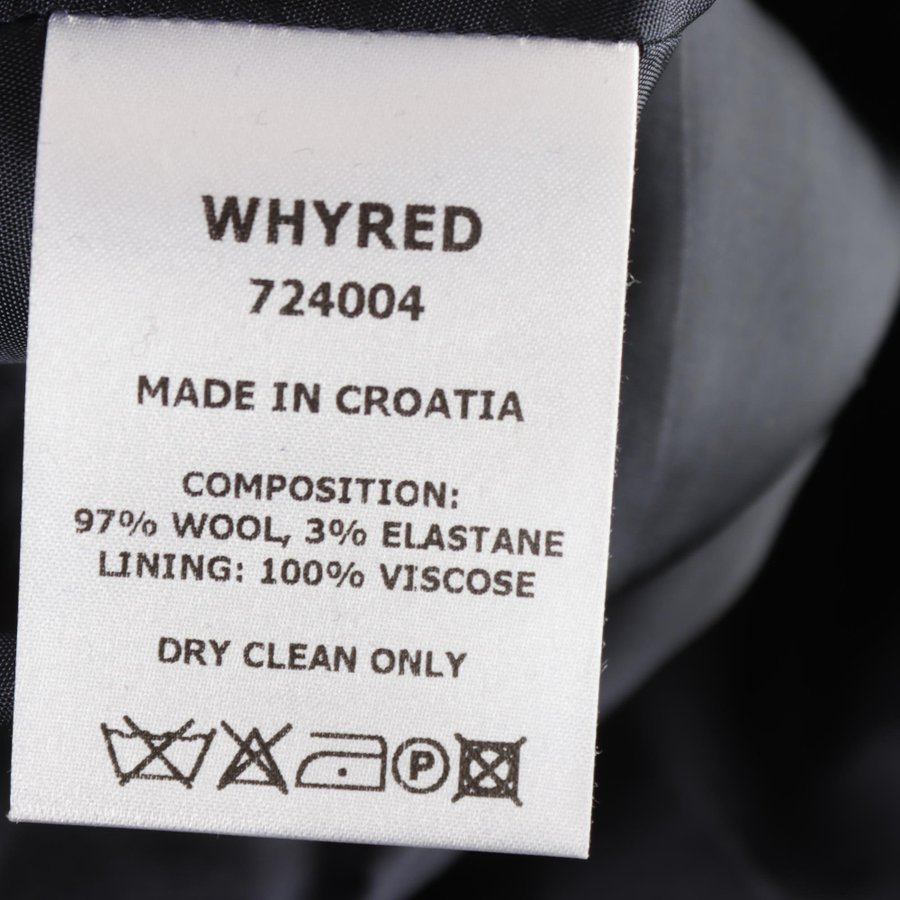 WHYRED
724004
MADE IN CROATIA
COMPOSITION:
97% WOOL, 3% ELASTANE
LINING: 100% VISCOSE
DRY CLEAN ONLY
P